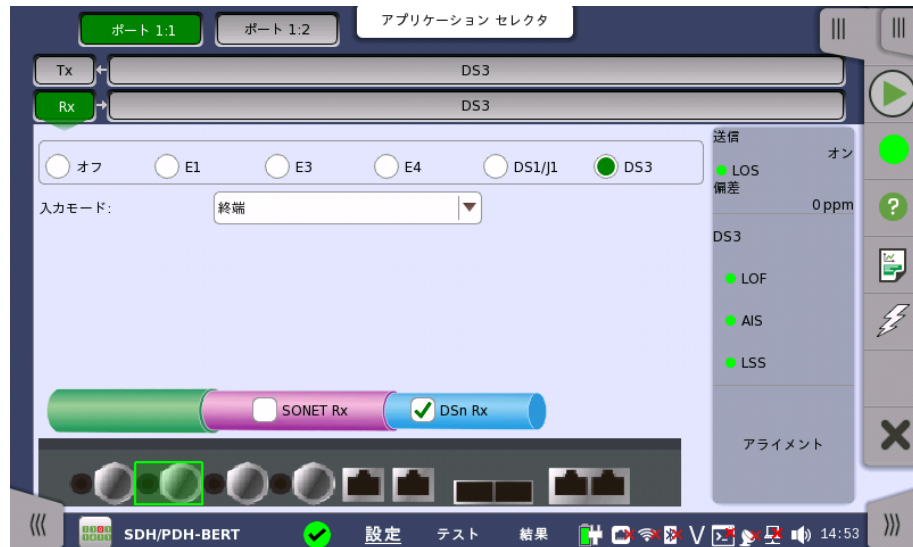 ポート 1:1
ポート 1:2
アプリケーション セレクタ
Tx
DS3
Rx
DS3
オフ
E1
E3
E4
DS1/J1
DS3
入力モード:
終端
送信
オン
LOS
偏差
0 ppm
DS3
LOF
AIS
LSS
アライメント
SONET Rx
DSn Rx
SDH/PDH-BERT
設定
テスト
結果
V
14:53